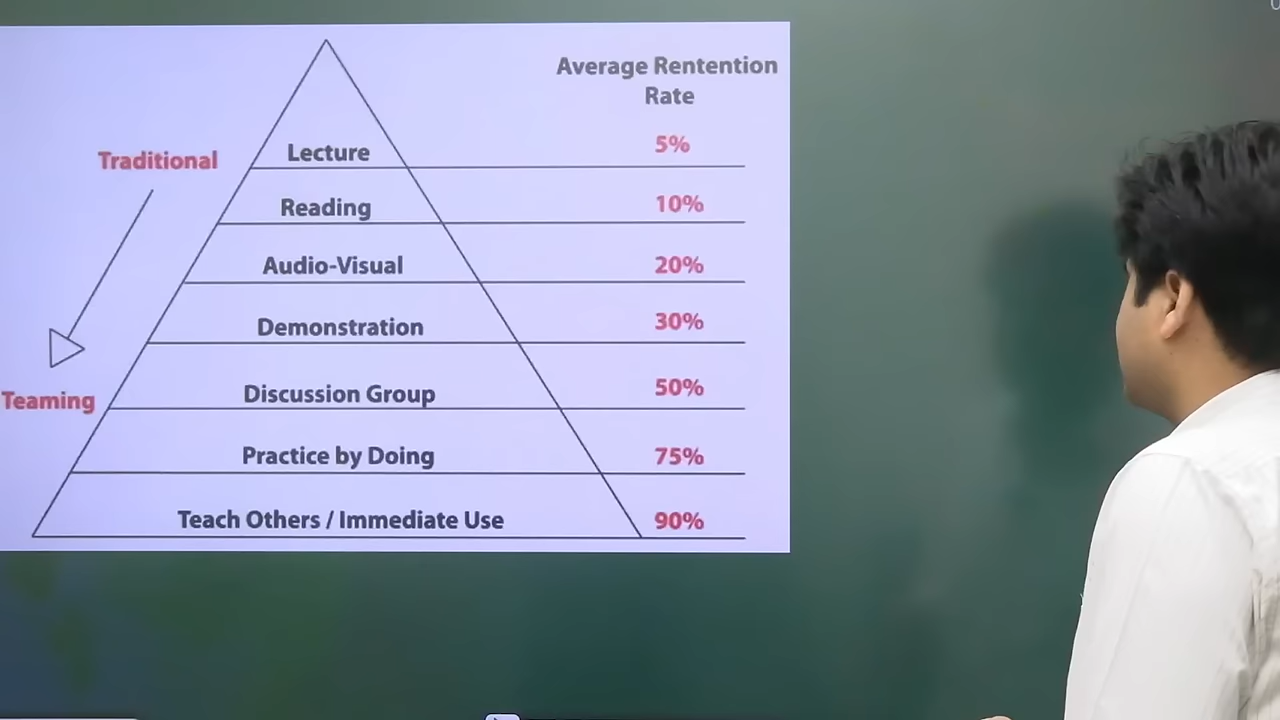 Average Rentention
Rate
Lecture
5%
Traditional
Reading
10%
Audio-Visual
20%
Demonstration
30%
Discussion Group
50%
Teaming
Practice by Doing
75%
Teach Others / Immediate Use
90%